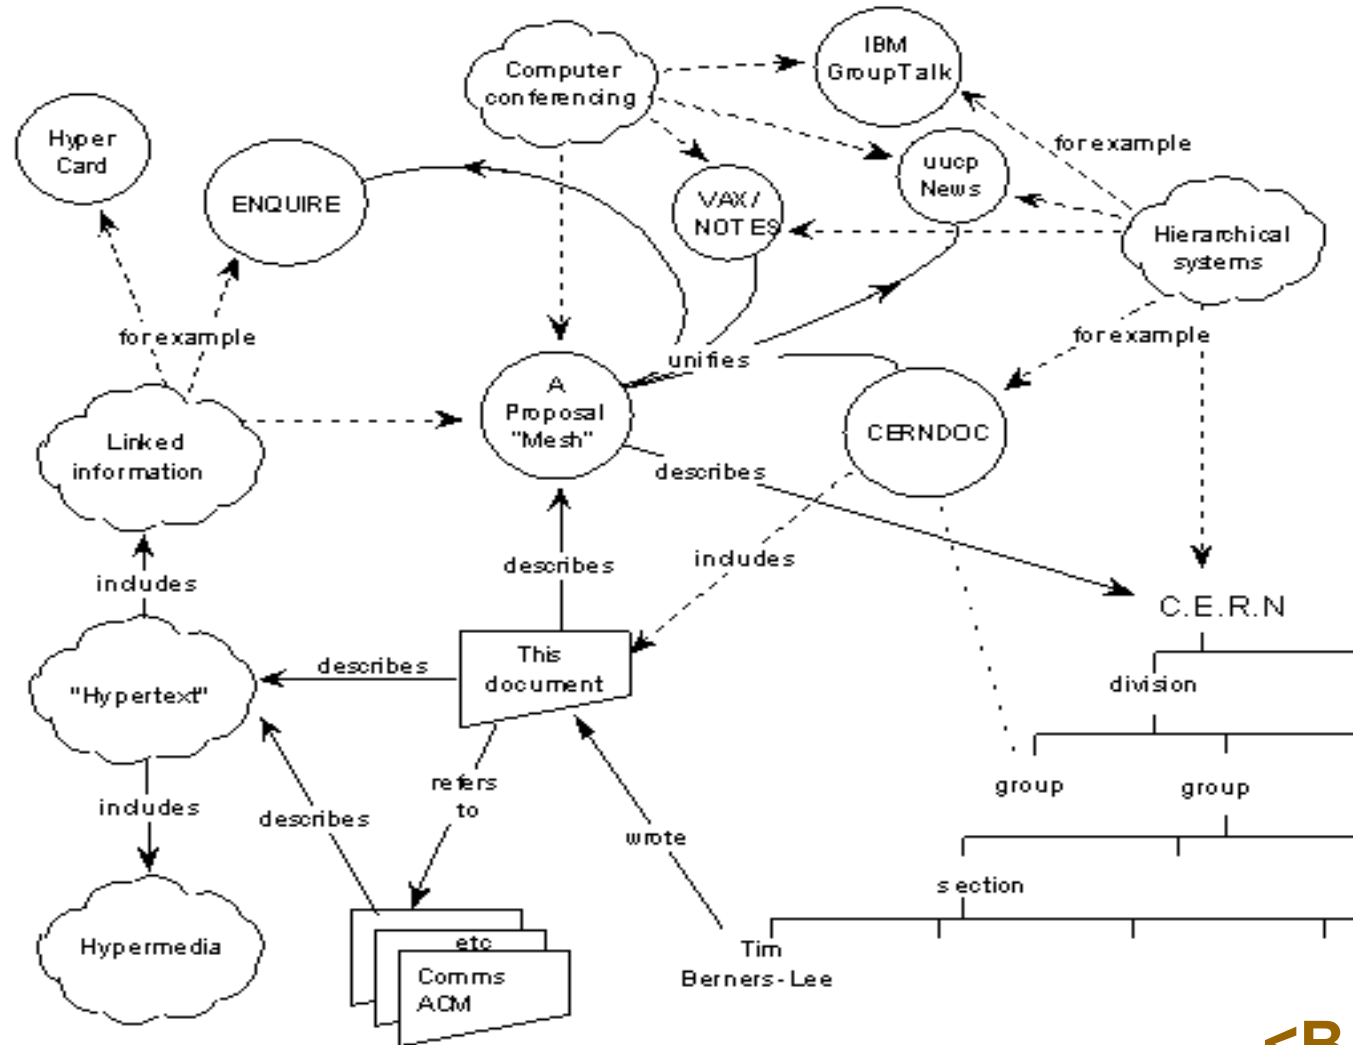 IBM
GroupTalk
Computer
conferencing
Hyper
Card
for example
uucp
News
ENQUIRE
VAX/
NOTES
Hierarchical
systems
for example
for example
unifies
A
Proposal
"Mesh"
Linked
information
CERNDOC
describes
includes
describes
includes
C.E.R.N
This
document
describes
"Hypertext"
division
refers
to
group
group
includes
describes
wrote
section
Hypermedia
etc
Comms
ACM
Tim
Berners-Lee
<B